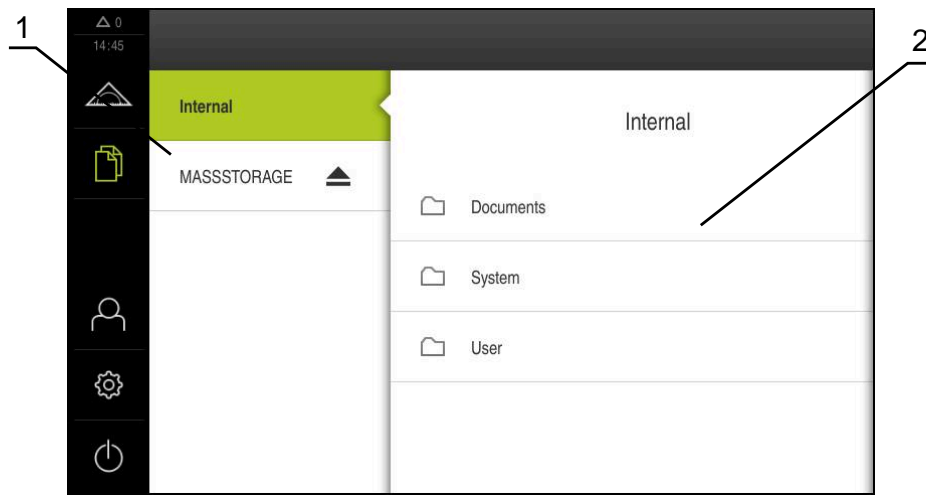 1
0
14:45
2
Internal
MASSSTORAGE
Internal
Documents
System
User